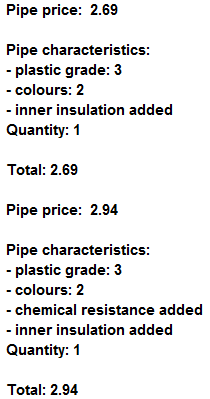 Pipe price:  2.69
Pipe characteristics:
- plastic grade: 3
- colours: 2
- inner insulation added
Quantity: 1
Total: 2.69
Pipe price:  2.94
Pipe characteristics:
- plastic grade: 3
- colours: 2
- chemical resistance added
- inner insulation added
Quantity: 1
Total: 2.94